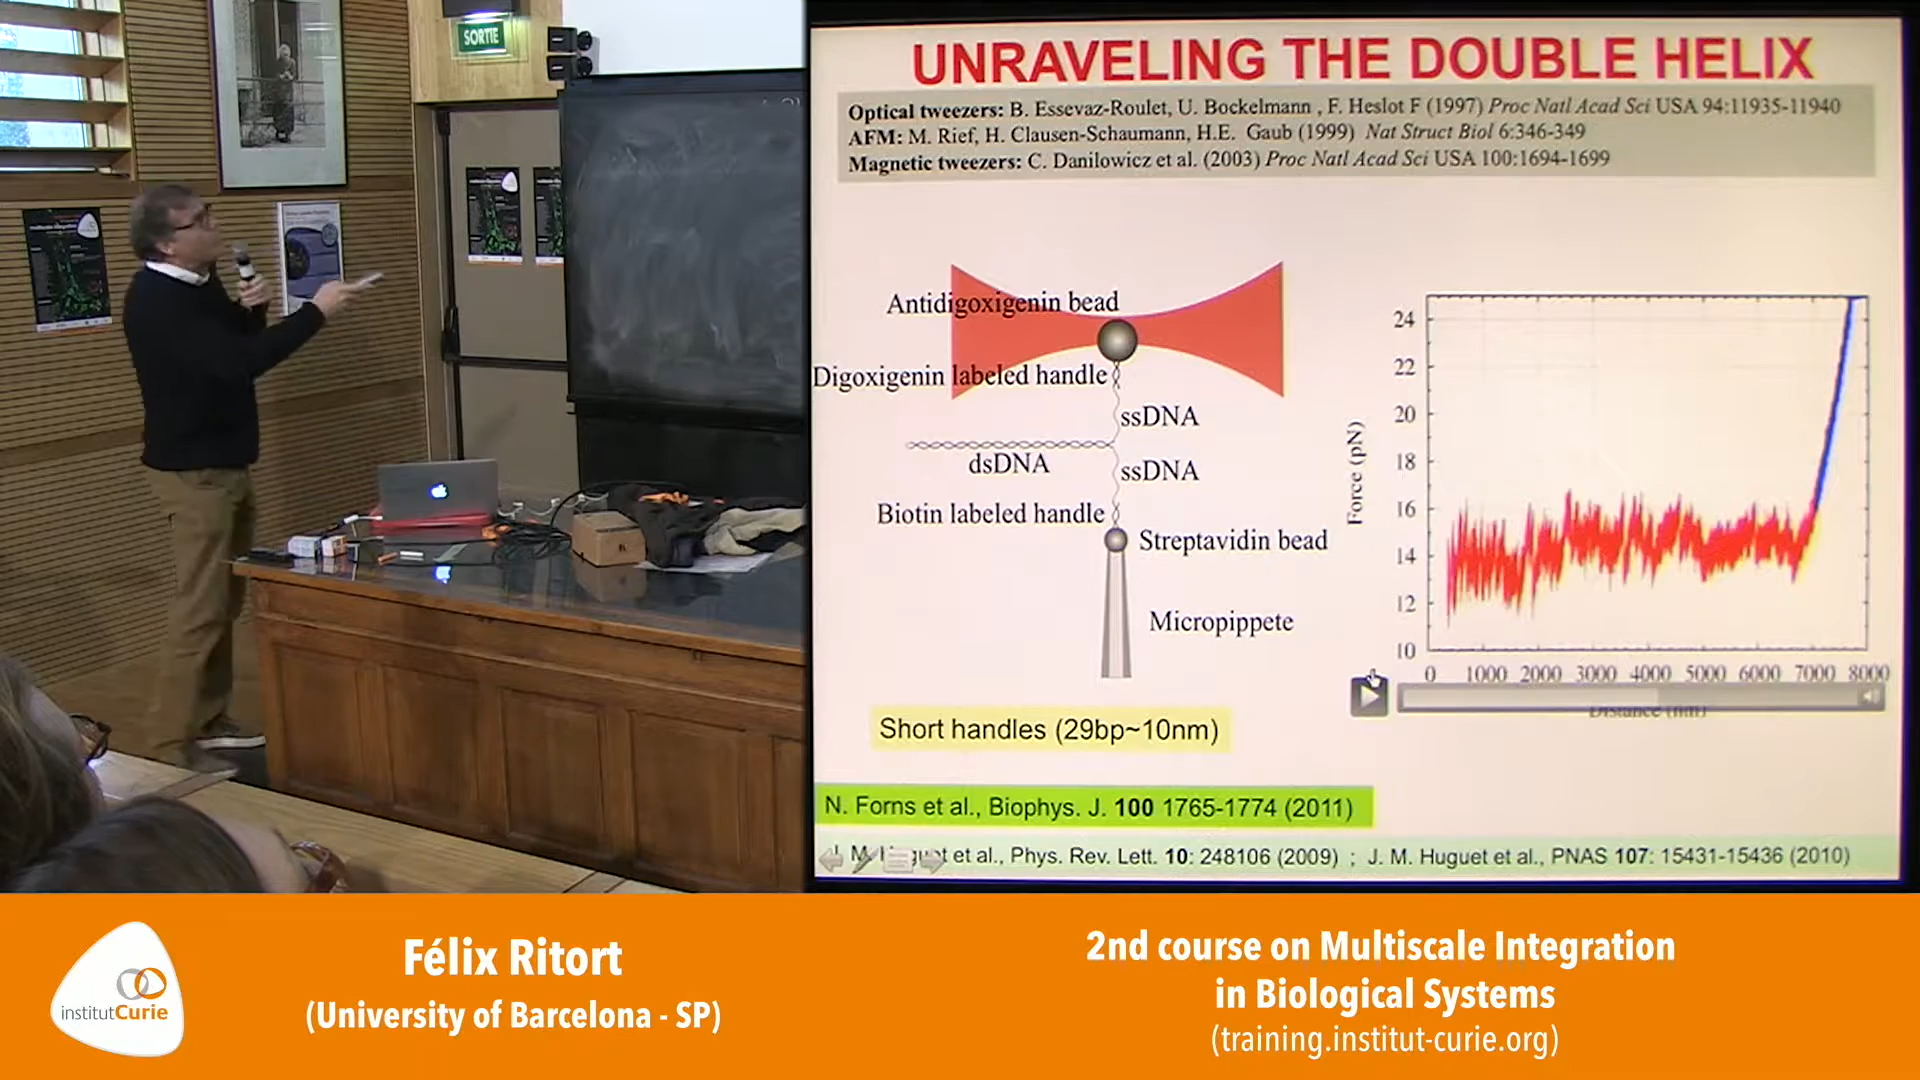 SORTIE
UNRAVELING THE DOUBLE HELIX
Optical tweezers: B. Essevaz-Roulet, U. Bockelmann , F. Heslot F (1997) Proc Natl Acad Sci USA 94:11935-11940
AFM: M. Rief, H. Clausen-Schaumann, H.E. Gaub (1999) Nat Struct Biol 6:346-349
Magnetic tweezers: C. Danilowicz et al. (2003) Proc Natl Acad Sci USA 100:1694-1699
Antidigoxigenin bead
Digoxigenin labeled handle
ssDNA
dsDNA
ssDNA
Biotin labeled handle
Streptavidin bead
Micropippete
Force (pN)
24
22
20
18
16
14
12
10
0 1000 2000 3000 4000 5000 6000 7000 8000
Distance (nm)
Short handles (29bp~10nm)
N. Forns et al., Biophys. J. 100 1765-1774 (2011)
J. M. Huguet et al., Phys. Rev. Lett. 10: 248106 (2009) ; J. M. Huguet et al., PNAS 107: 15431-15436 (2010)
institutCurie
Félix Ritort
(University of Barcelona - SP)
2nd course on Multiscale Integration
in Biological Systems
(training.institut-curie.org)